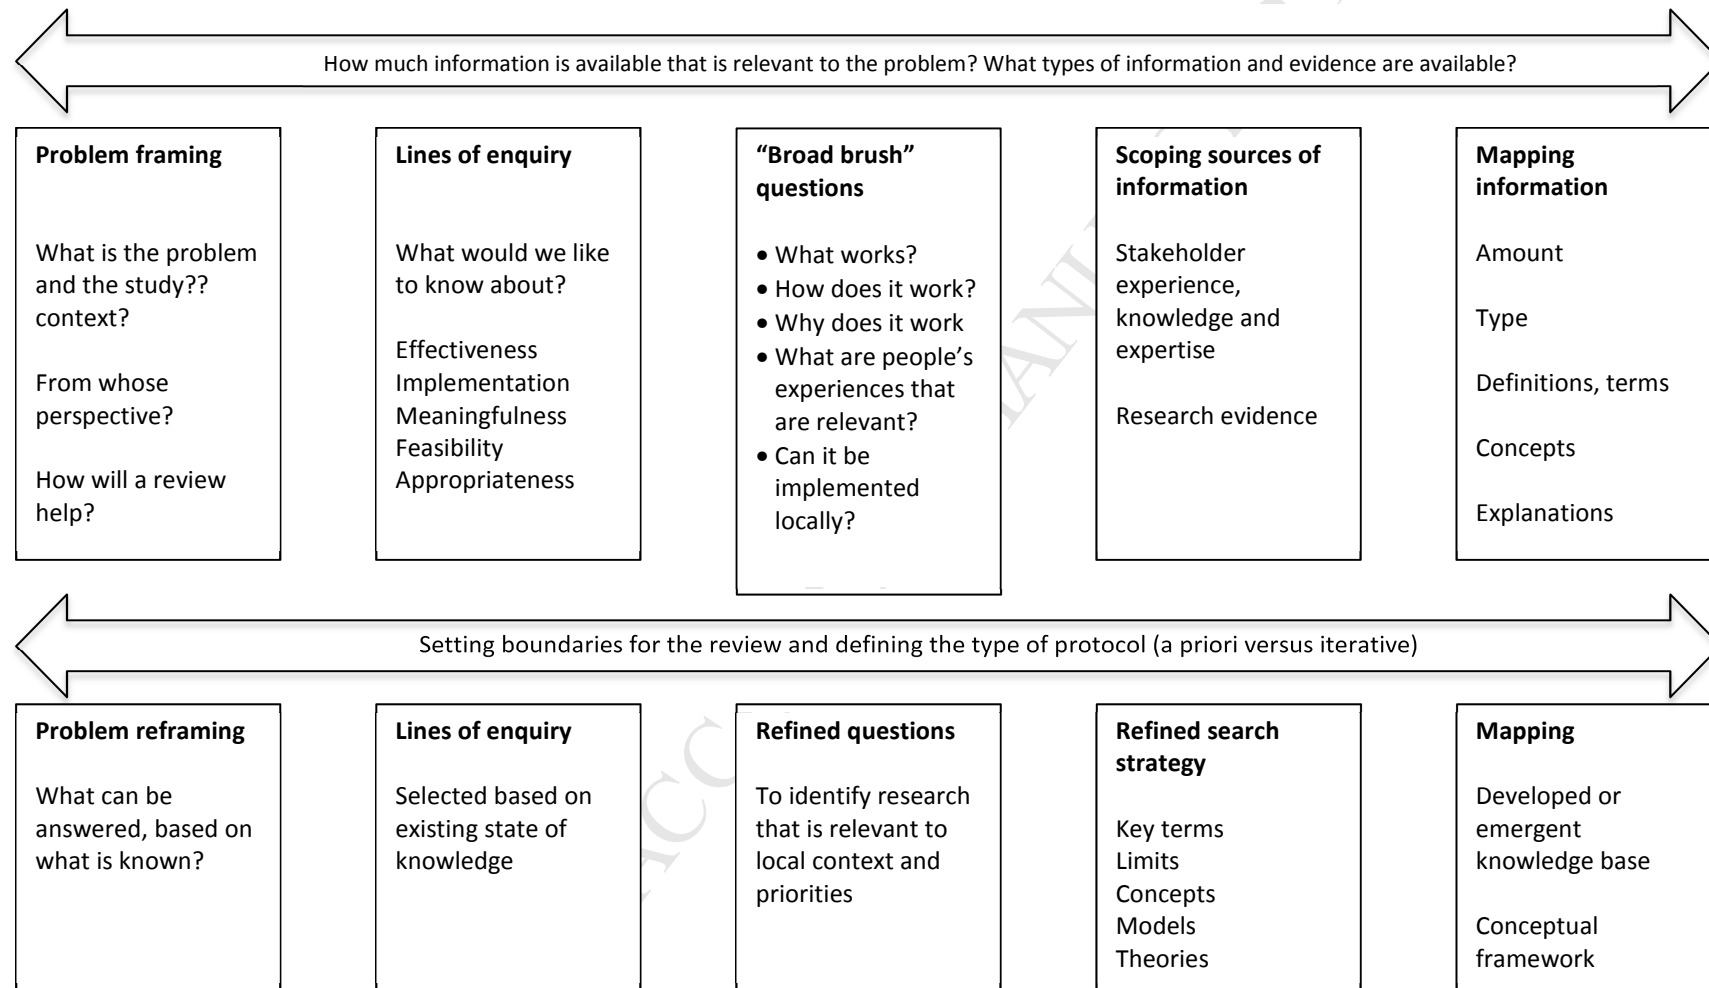 How much information is available that is relevant to the problem? What types of information and evidence are available?
Problem framing
What is the problem
and the study??
context?
From whose
perspective?
How will a review
help?
Lines of enquiry
What would we like
to know about?
Effectiveness
Implementation
Meaningfulness
Feasibility
Appropriateness
“Broad brush”
questions
• What works?
• How does it work?
• Why does it work
• What are people’s
experiences that
are relevant?
• Can it be
implemented
locally?
Scoping sources of
information
Stakeholder
experience,
knowledge and
expertise
Research evidence
Mapping
information
Amount
Type
Definitions, terms
Concepts
Explanations
Setting boundaries for the review and defining the type of protocol (a priori versus iterative)
Problem reframing
What can be
answered, based on
what is known?
Lines of enquiry
Selected based on
existing state of
knowledge
Refined questions
To identify research
that is relevant to
local context and
priorities
Refined search
strategy
Key terms
Limits
Concepts
Models
Theories
Mapping
Developed or
emergent
knowledge base
Conceptual
framework